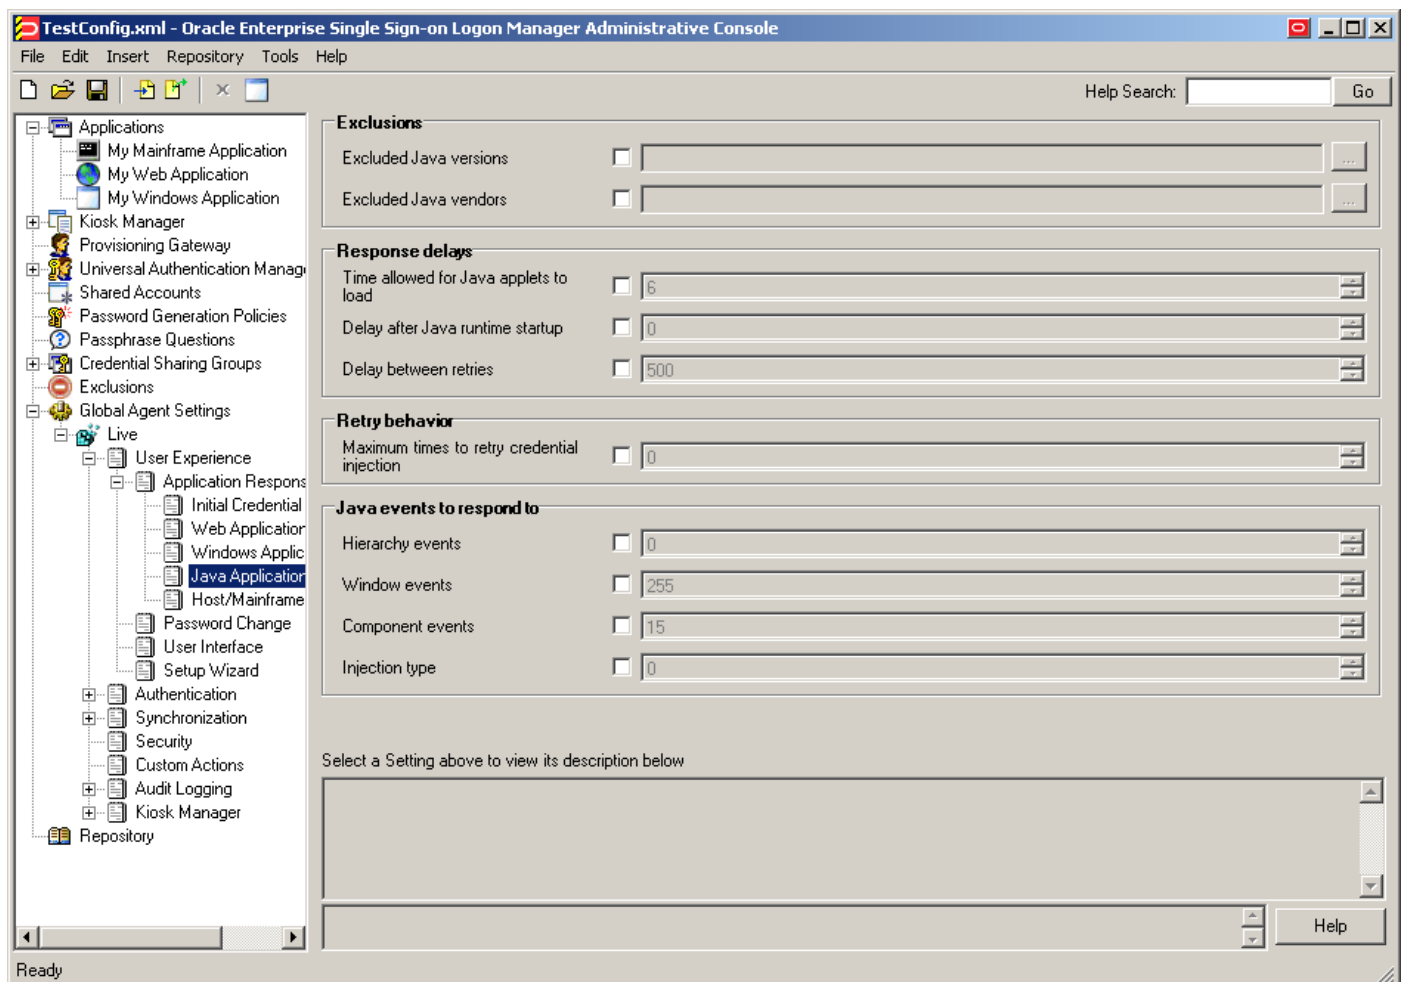 TestConfig.xml - Oracle Enterprise Single Sign-on Logon Manager Administrative Console
File Edit Insert Repository Tools Help
Help Search: Go
Applications
My Mainframe Application
My Web Application
My Windows Application
Kiosk Manager
Provisioning Gateway
Universal Authentication Manag
Shared Accounts
Password Generation Policies
Passphrase Questions
Credential Sharing Groups
Exclusions
Global Agent Settings
Live
User Experience
Application Respons
Initial Credential
Web Application
Windows Applic
Java Application
Host/Mainframe
Password Change
User Interface
Setup Wizard
Authentication
Synchronization
Security
Custom Actions
Audit Logging
Kiosk Manager
Repository
Exclusions
Excluded Java versions ...
Excluded Java vendors ...
Response delays
Time allowed for Java applets to
load 6
Delay after Java runtime startup 0
Delay between retries 500
Retry behavior
Maximum times to retry credential
injection 0
Java events to respond to
Hierarchy events 0
Window events 255
Component events 15
Injection type 0
Select a Setting above to view its description below
Help
Ready